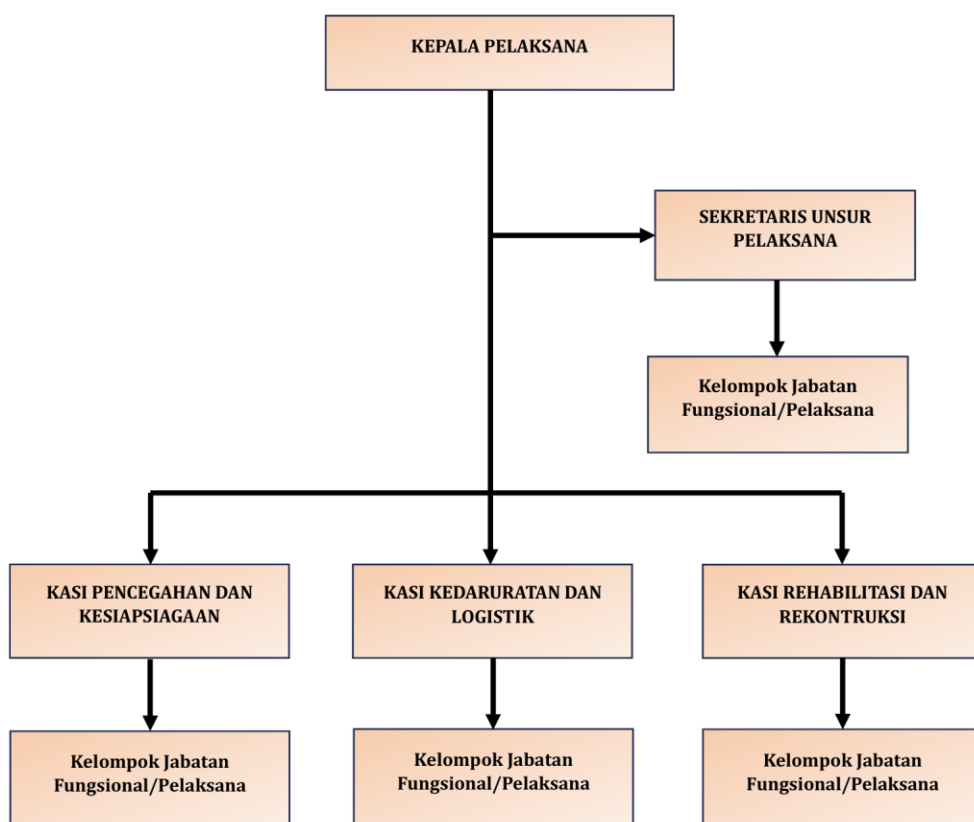 KEPALA PELAKSANA
SEKRETARIS UNSUR
PELAKSANA
Kelompok Jabatan
Fungsional/Pelaksana
KASI PENCEGAHAN DAN
KESIAPSIAGAAN
KASI KEDARURATAN DAN
LOGISTIK
KASI REHABILITASI DAN
REKONTRUKSI
Kelompok Jabatan
Fungsional/Pelaksana
Kelompok Jabatan
Fungsional/Pelaksana
Kelompok Jabatan
Fungsional/Pelaksana